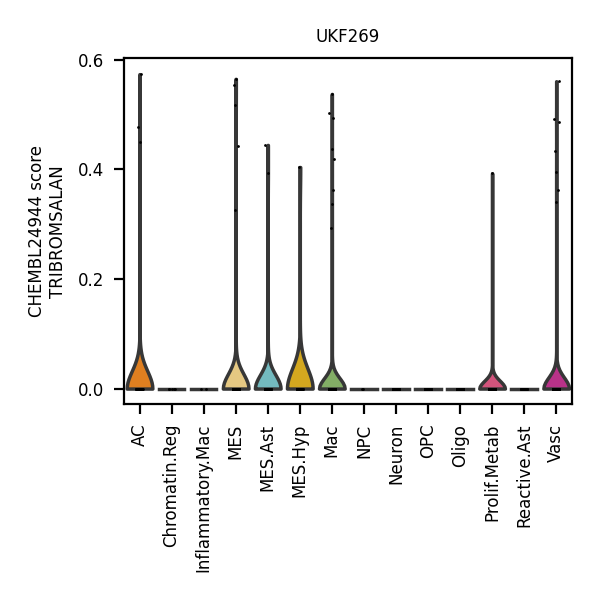 UKF269
CHEMBL24944 score
TRIBROMSALAN
0.6
0.4
0.2
0.0
AC
Chromatin.Reg
Inflammatory.Mac
MES
MES.Ast
MES.Hyp
Mac
NPC
Neuron
OPC
Oligo
Prolif.Metab
Reactive.Ast
Vasc